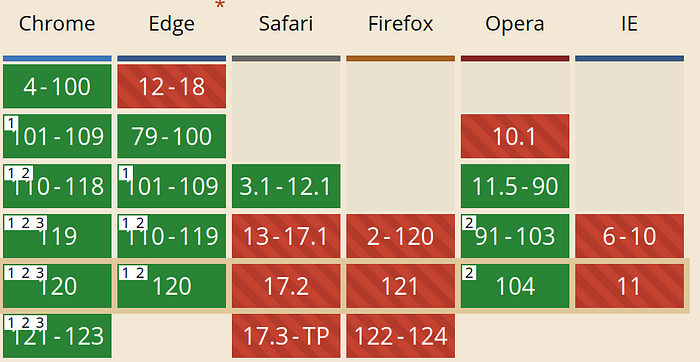 *
Chrome Edge Safari Firefox Opera IE
4-100 12-18
1 101-109 79-100 10.1
1 2 110-118 1 101-109 3.1-12.1 11.5-90
1 2 3 119 1 2 110-119 13-17.1 2-120 2 91-103 6-10
1 2 3 120 1 2 120 17.2 121 2 104 11
1 2 3 121-123 17.3-TP 122-124